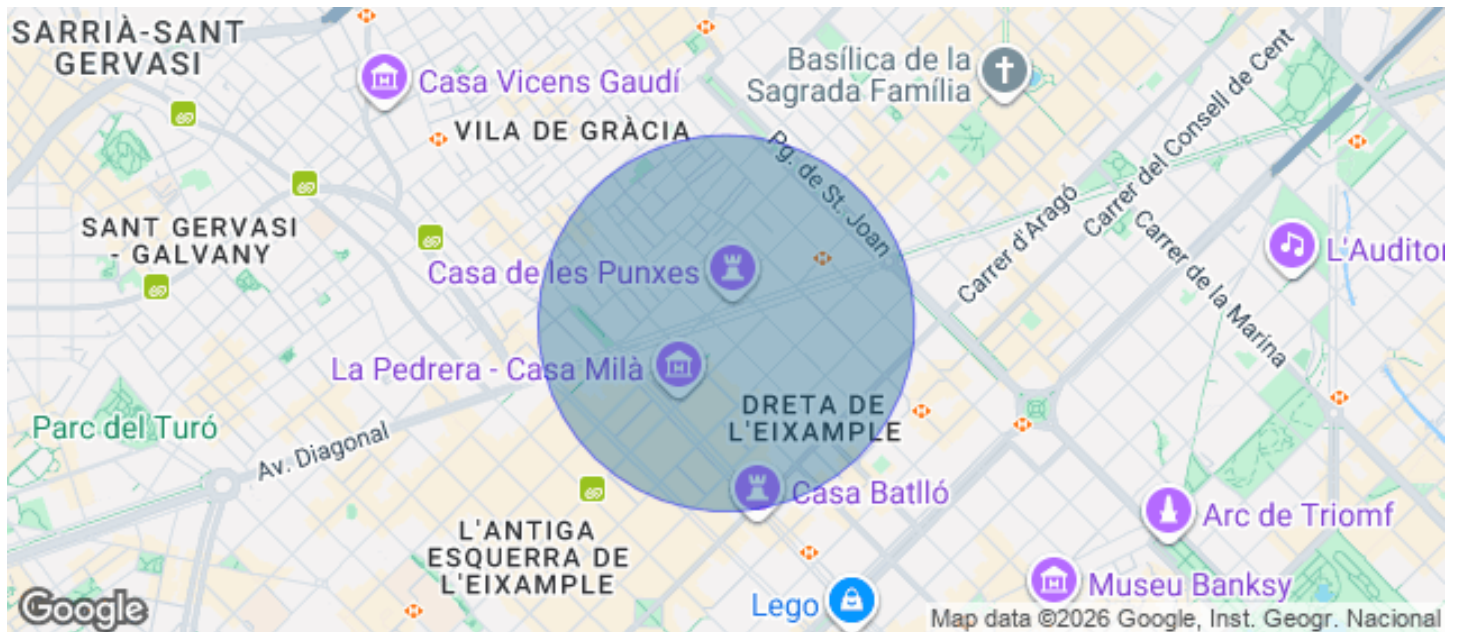 SARRIÀ-SANT
GERVASI
Casa Vicens Gaudí
Basílica de la
Sagrada Família
VILA DE GRÀCIA
Pg. de St. Joan
Carrer del Consell de Cent
Carrer d'Aragó
Carrer de la Marina
SANT GERVASI
- GALVANY
L'Auditor
Casa de les Punxes
La Pedrera - Casa Milà
DRETA DE
L'EIXAMPLE
Parc del Turó
Av. Diagonal
Casa Batlló
Arc de Triomf
L'ANTIGA
ESQUERRA DE
L'EIXAMPLE
Museu Banksy
Lego
Google
Map data ©2026 Google, Inst. Geogr. Nacional